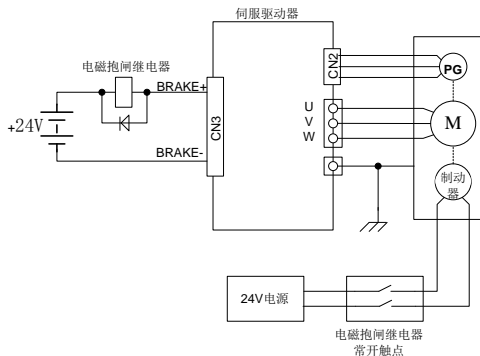 伺服驱动器
电磁抱闸继电器
BRAKE+
+24V
BRAKE-
CN3
CN2
U
V
W
PG
M
制动
器
24V电源
电磁抱闸继电器
常开触点